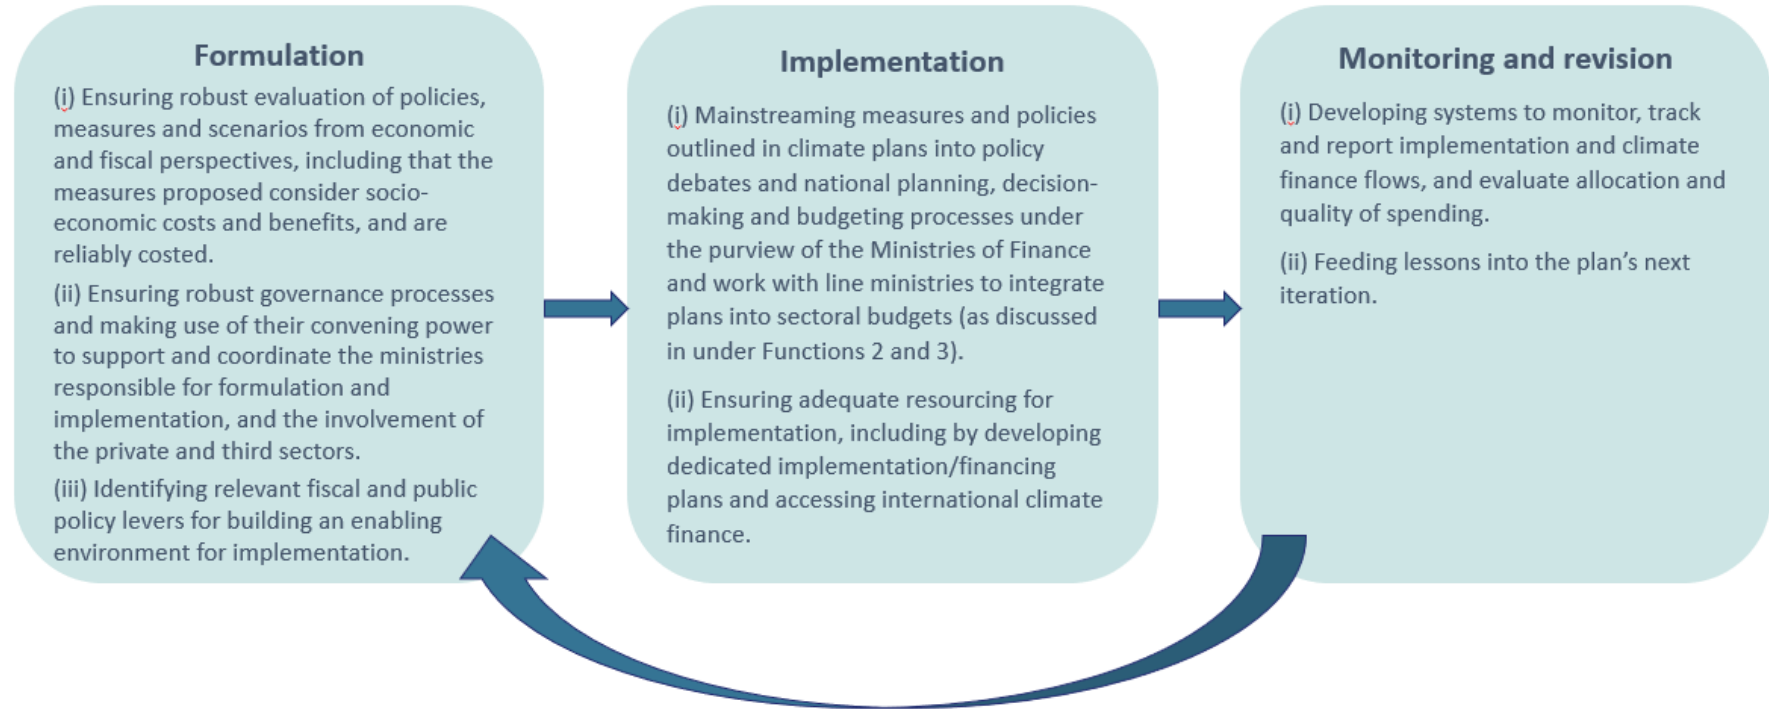 Formulation
(i) Ensuring robust evaluation of policies,
measures and scenarios from economic
and fiscal perspectives, including that the
measures proposed consider socio-
economic costs and benefits, and are
reliably costed.
(ii) Ensuring robust governance processes
and making use of their convening power
to support and coordinate the ministries
responsible for formulation and
implementation, and the involvement of
the private and third sectors.
(iii) Identifying relevant fiscal and public
policy levers for building an enabling
environment for implementation.
Implementation
(i) Mainstreaming measures and policies
outlined in climate plans into policy
debates and national planning, decision-
making and budgeting processes under
the purview of the Ministries of Finance
and work with line ministries to integrate
plans into sectoral budgets (as discussed
in under Functions 2 and 3).
(ii) Ensuring adequate resourcing for
implementation, including by developing
dedicated implementation/financing
plans and accessing international climate
finance.
Monitoring and revision
(i) Developing systems to monitor, track
and report implementation and climate
finance flows, and evaluate allocation and
quality of spending.
(ii) Feeding lessons into the plan’s next
iteration.